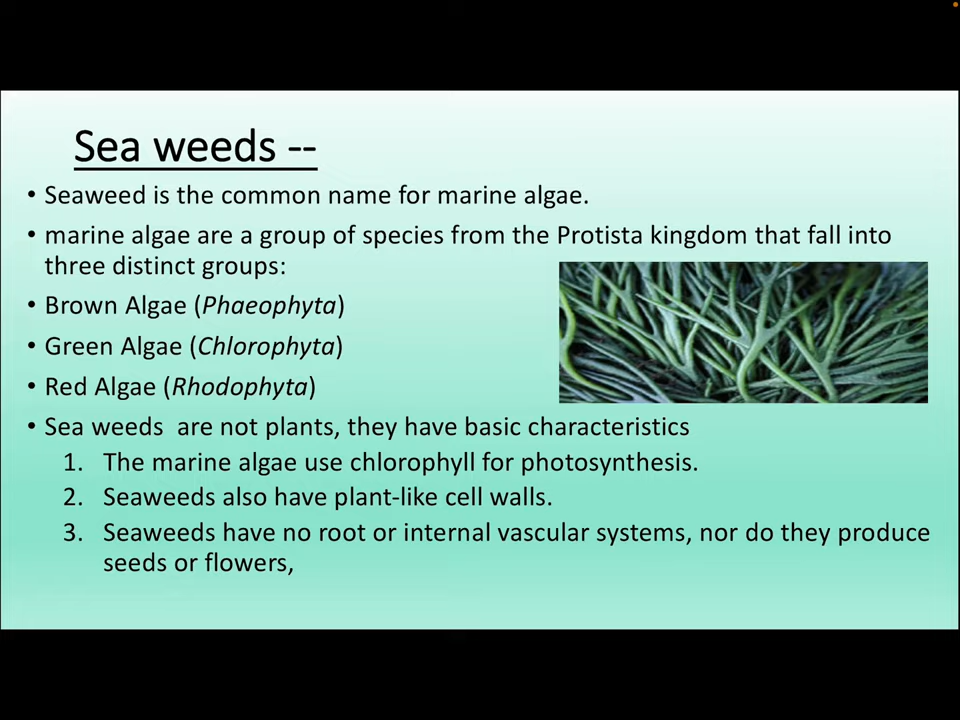 Sea weeds --
• Seaweed is the common name for marine algae.
• marine algae are a group of species from the Protista kingdom that fall into
three distinct groups:
• Brown Algae (Phaeophyta)
• Green Algae (Chlorophyta)
• Red Algae (Rhodophyta)
• Sea weeds  are not plants, they have basic characteristics
1. The marine algae use chlorophyll for photosynthesis.
2. Seaweeds also have plant-like cell walls.
3. Seaweeds have no root or internal vascular systems, nor do they produce
seeds or flowers,